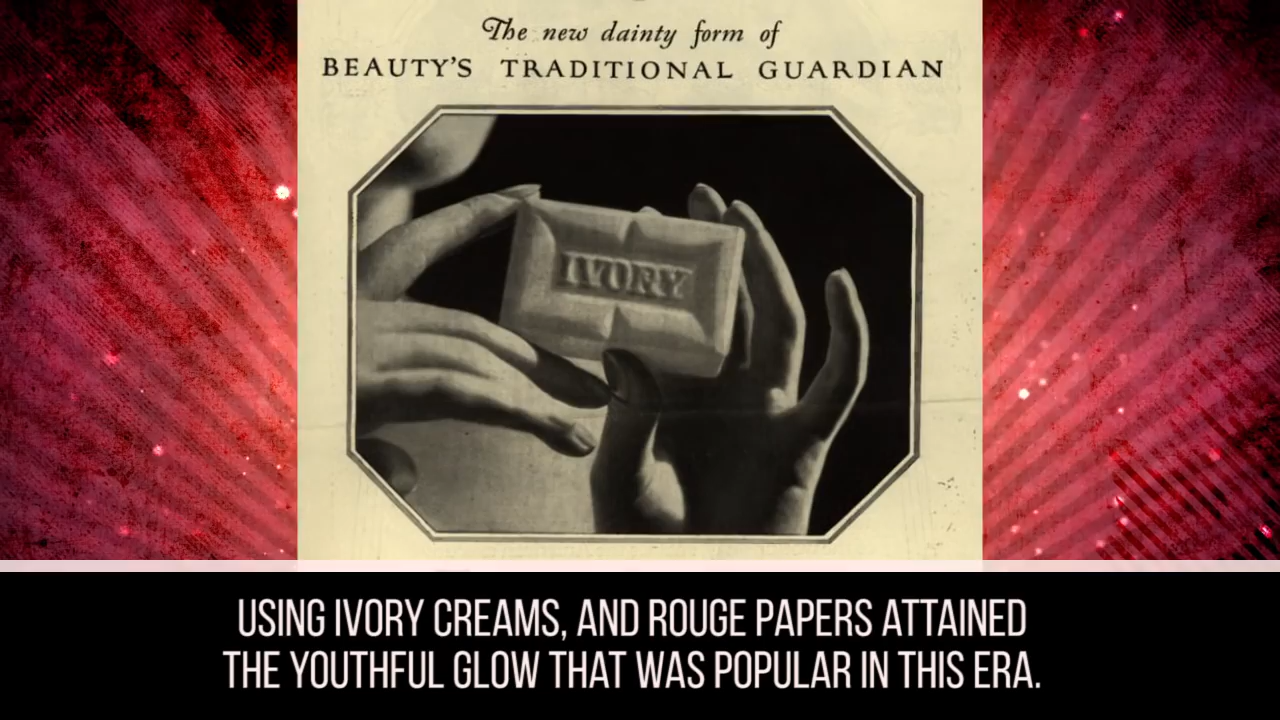 The new dainty form of
BEAUTY'S TRADITIONAL GUARDIAN
IVORY
USING IVORY CREAMS, AND ROUGE PAPERS ATTAINED
THE YOUTHFUL GLOW THAT WAS POPULAR IN THIS ERA.